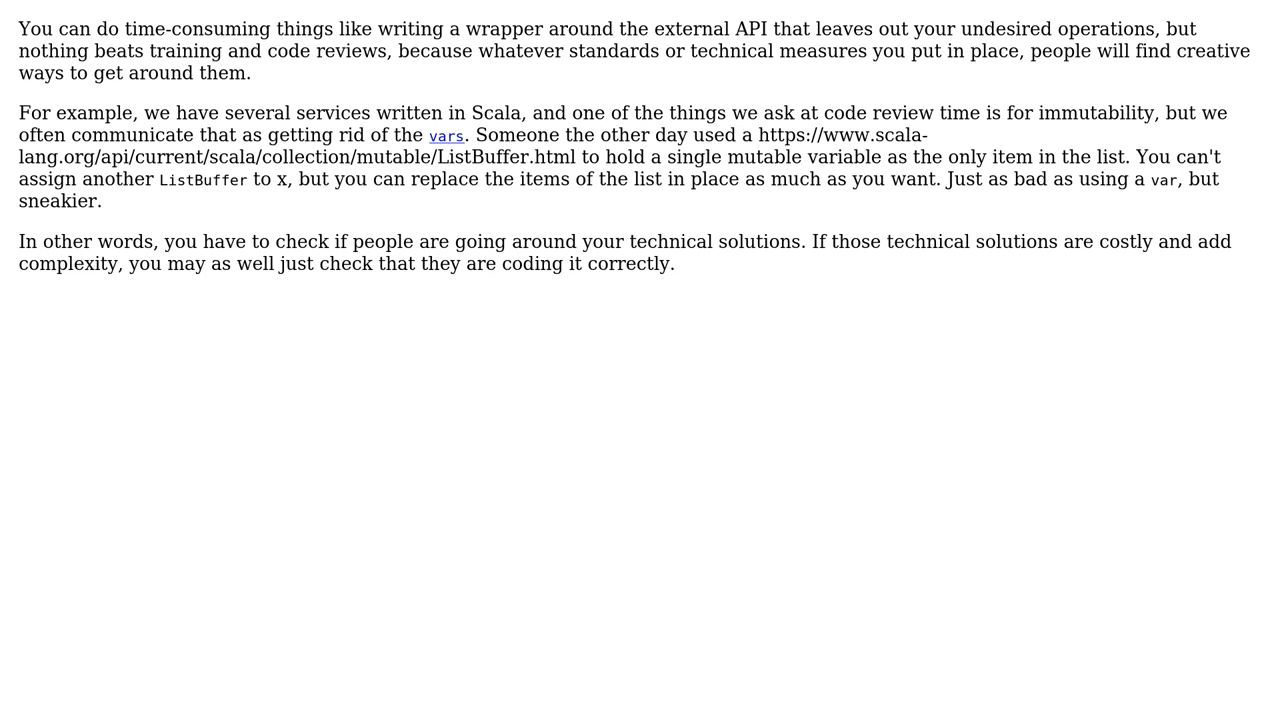 You can do time-consuming things like writing a wrapper around the external API that leaves out your undesired operations, but
nothing beats training and code reviews, because whatever standards or technical measures you put in place, people will find creative
ways to get around them.
For example, we have several services written in Scala, and one of the things we ask at code review time is for immutability, but we
often communicate that as getting rid of the vars. Someone the other day used a https://www.scala-
lang.org/api/current/scala/collection/mutable/ListBuffer.html to hold a single mutable variable as the only item in the list. You can't
assign another ListBuffer to x, but you can replace the items of the list in place as much as you want. Just as bad as using a var, but
sneakier.
In other words, you have to check if people are going around your technical solutions. If those technical solutions are costly and add
complexity, you may as well just check that they are coding it correctly.